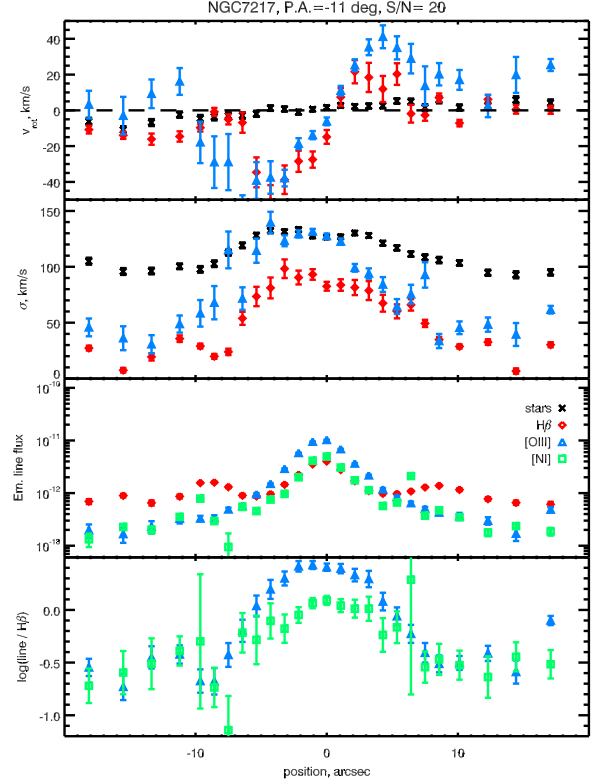 NGC7217, P.A.=-11 deg, S/N= 20
40
20
0
-20
-40
v_rot, km/s
150
100
50
0
σ, km/s
10^-10
10^-11
10^-12
10^-13
Em. line flux
stars
Hβ
[OIII]
[NI]
0.0
-0.5
-1.0
log(line / Hβ)
-10 0 10
position, arcsec